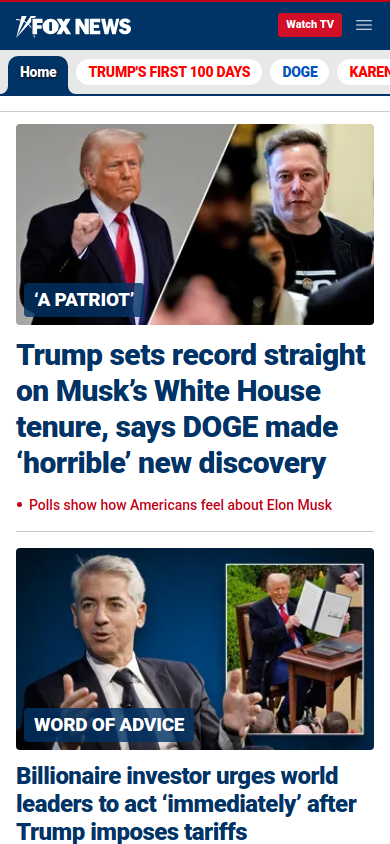 FOX NEWS
Watch TV
Home
TRUMP'S FIRST 100 DAYS
DOGE
KAREN
‘A PATRIOT’
Trump sets record straight
on Musk’s White House
tenure, says DOGE made
‘horrible’ new discovery
• Polls show how Americans feel about Elon Musk
WORD OF ADVICE
Billionaire investor urges world
leaders to act ‘immediately’ after
Trump imposes tariffs